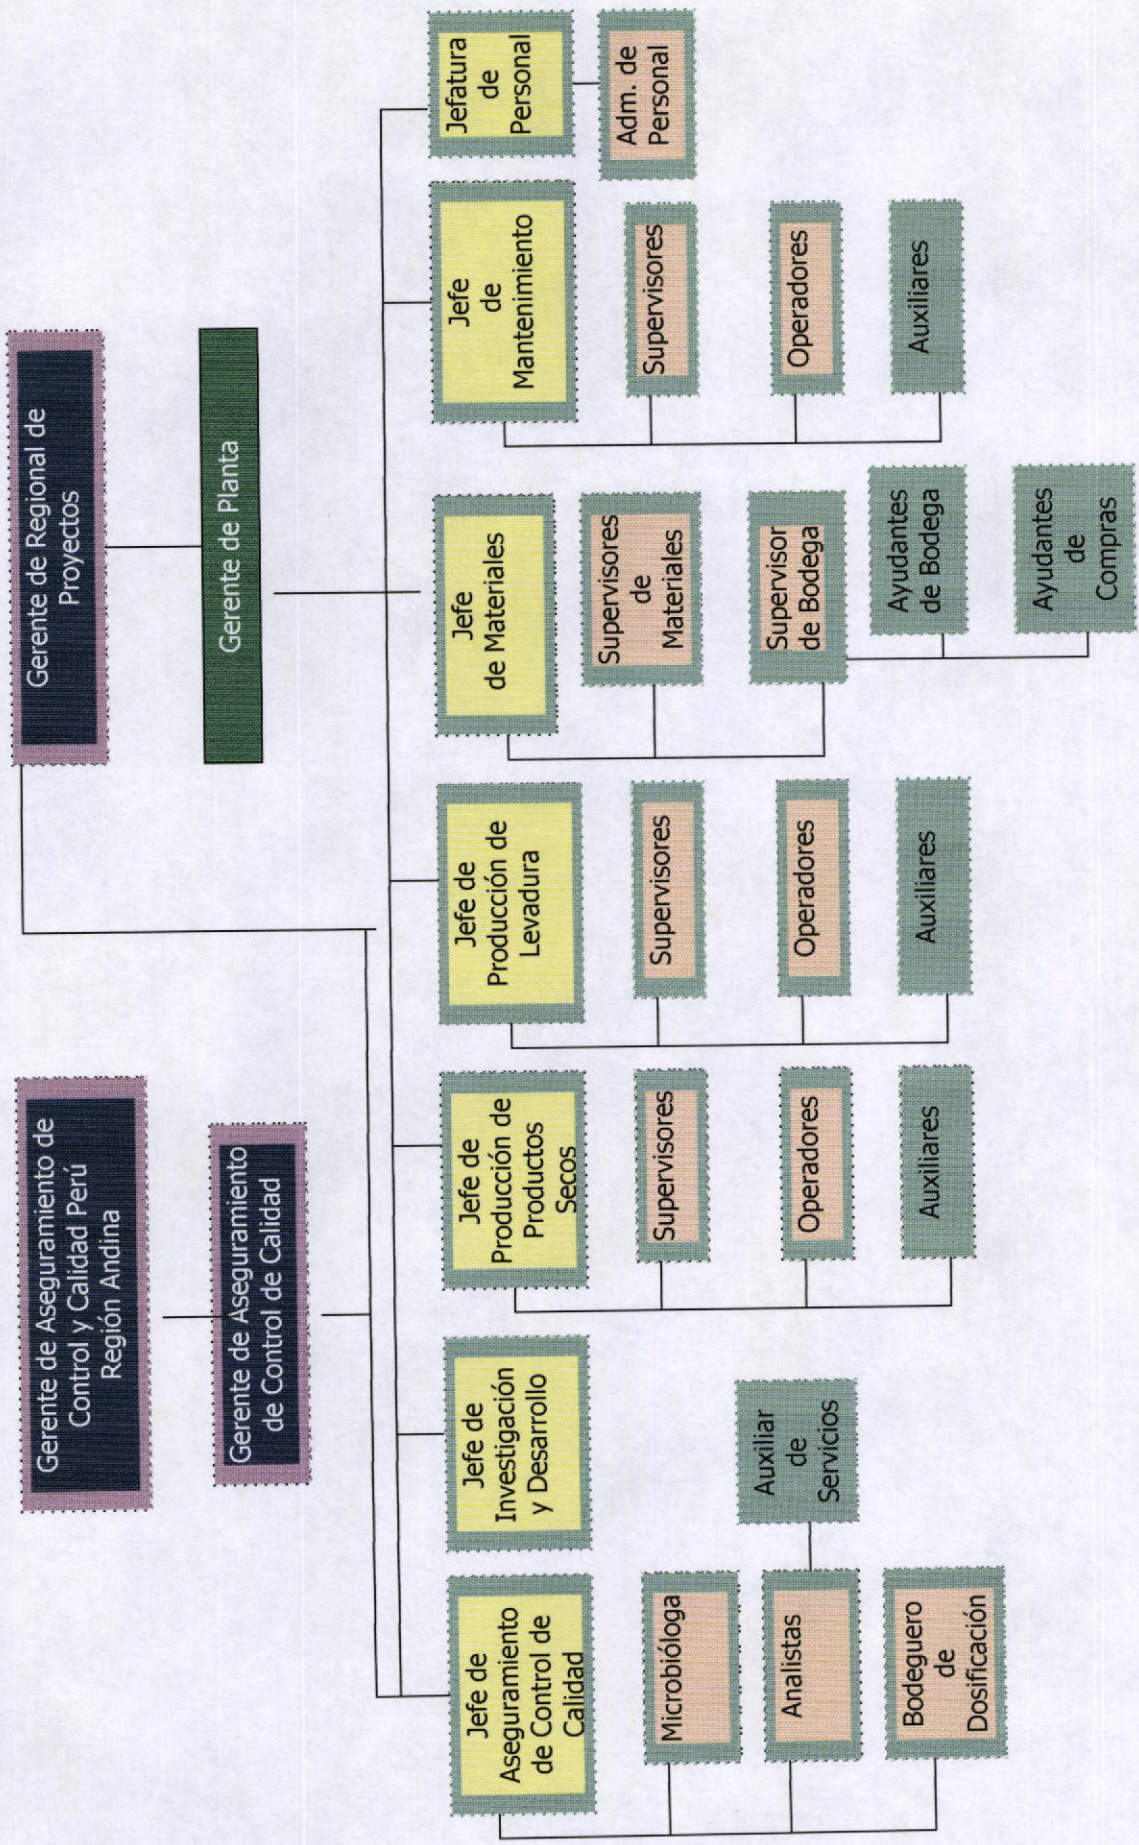 Gerente de Aseguramiento de
Control y Calidad Perú
Región Andina
Gerente de Regional de
Proyectos
Gerente de Aseguramiento
de Control de Calidad
Gerente de Planta
Jefe de
Aseguramiento
de Control de
Calidad
Jefe de
Investigación
y Desarrollo
Jefe de
Producción de
Productos
Secos
Jefe de
Producción de
Levadura
Jefe
de Materiales
Jefe
de
Mantenimiento
Jefatura
de
Personal
Microbióloga
Analistas
Bodeguero
de
Dosificación
Auxiliar
de
Servicios
Supervisores
Operadores
Auxiliares
Supervisores
Operadores
Auxiliares
Supervisores
de
Materiales
Supervisor
de Bodega
Ayudantes
de Bodega
Ayudantes
de
Compras
Supervisores
Operadores
Auxiliares
Adm. de
Personal